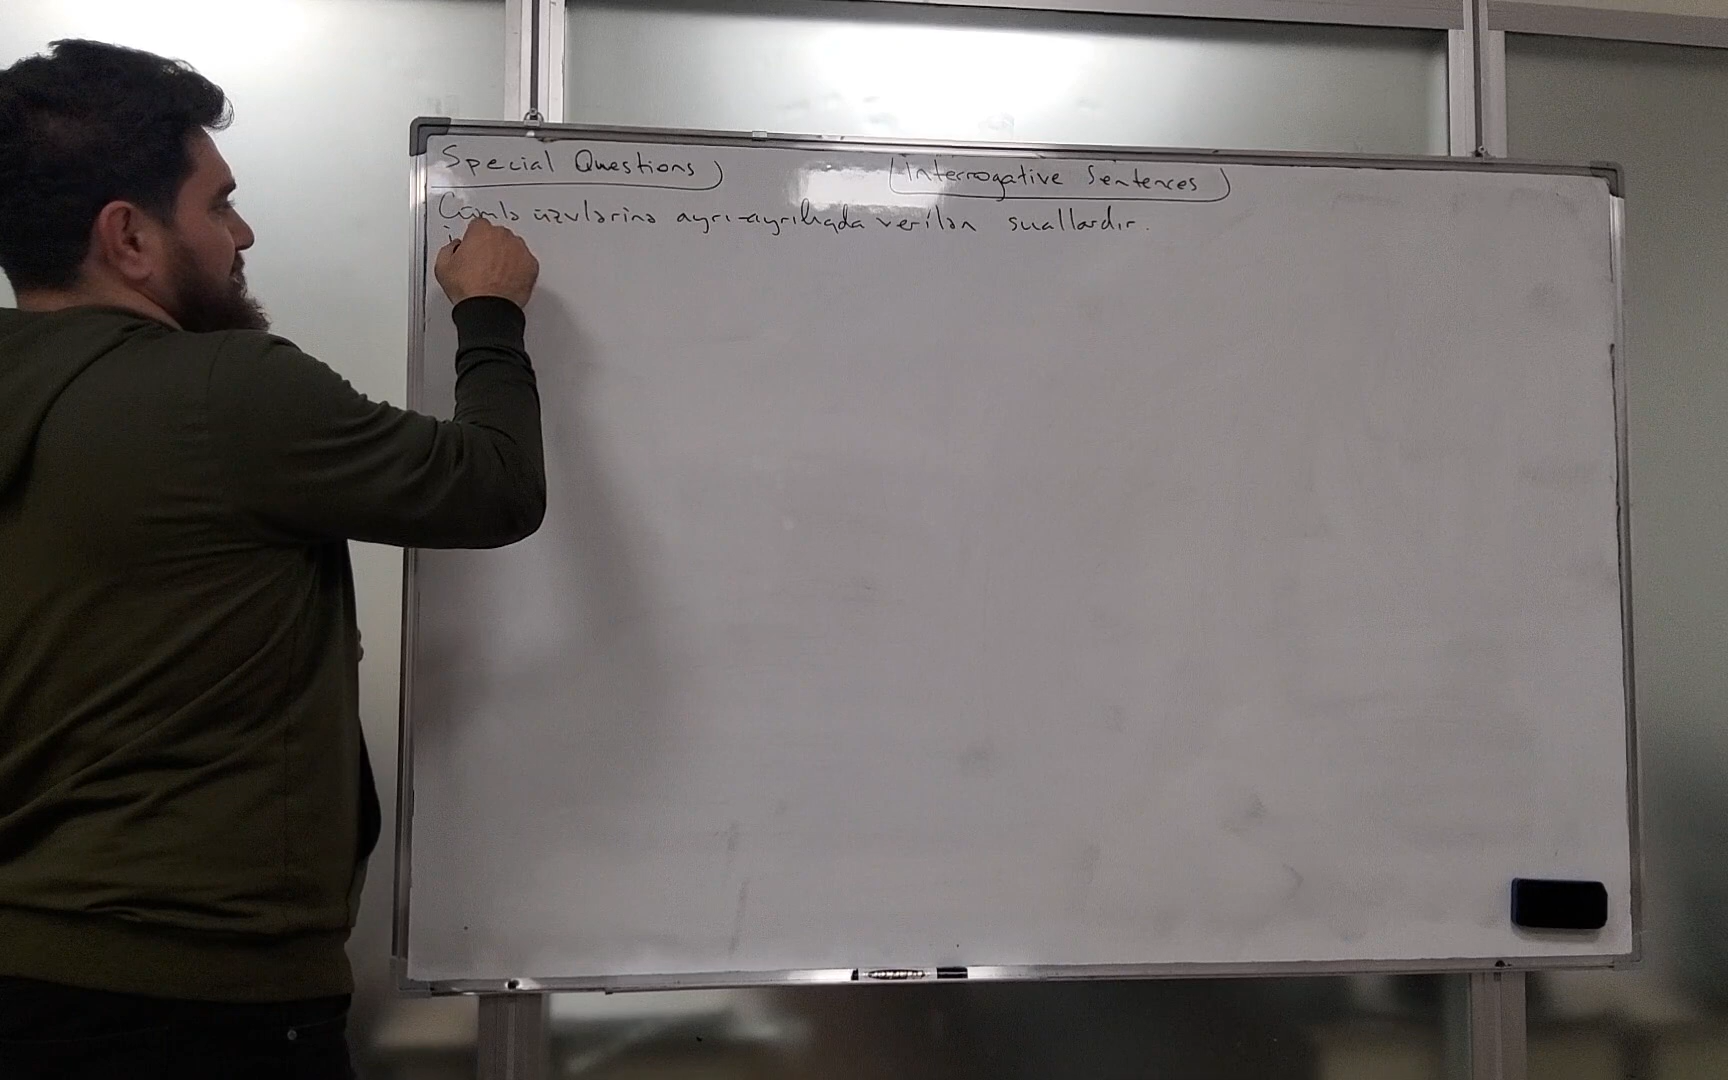 Special Questions Interrogative Sentences
Cümlə üzvlərinə ayrı-ayrılıqda verilən suallardır.